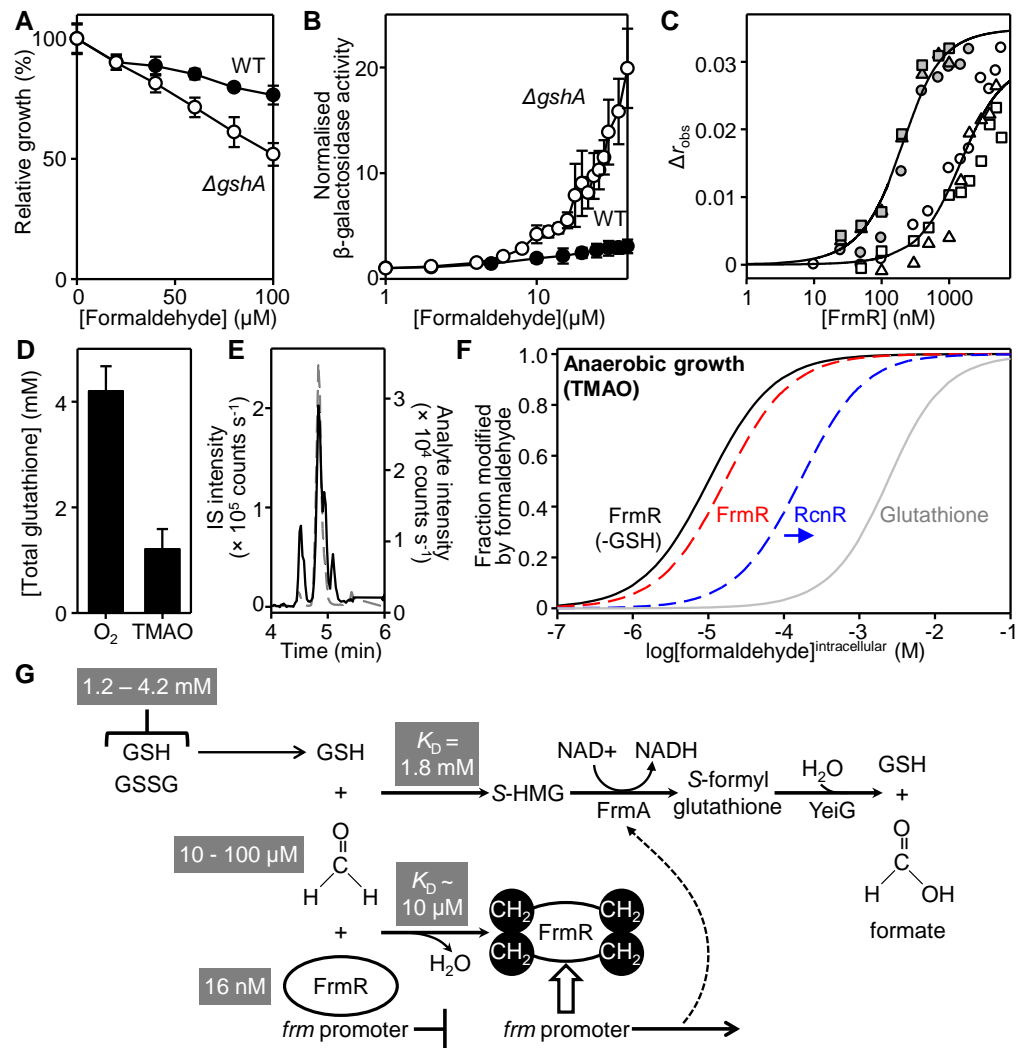 A
100
50
0
Relative growth (%)
WT
ΔgshA
0
50
100
[Formaldehyde] (µM)
B
20
10
0
Normalised
β-galactosidase activity
ΔgshA
WT
1
10
[Formaldehyde](µM)
C
0.03
0.02
0.01
0
Δrobs
1
10
100
1000
[FrmR] (nM)
D
4
2
0
[Total glutathione] (mM)
O2
TMAO
E
2
1
0
IS intensity
(× 10⁵ counts s⁻¹)
3
2
1
0
Analyte intensity
(× 10⁴ counts s⁻¹)
4
5
6
Time (min)
F
Anaerobic growth
(TMAO)
1.0
0.8
0.6
0.4
0.2
0.0
Fraction modified
by formaldehyde
FrmR
(-GSH)
FrmR
RcnR
Glutathione
-7
-6
-5
-4
-3
-2
-1
log[formaldehyde]intracellular (M)
G
1.2 – 4.2 mM
GSH
GSSG
GSH
+
KD =
1.8 mM
S-HMG
NAD+
NADH
FrmA
S-formyl
glutathione
H2O
YeiG
GSH
+
O
H
OH
formate
10 - 100 µM
O
H
H
+
KD ~
10 µM
H2O
CH2
CH2
FrmR
CH2
CH2
16 nM
FrmR
frm promoter
frm promoter